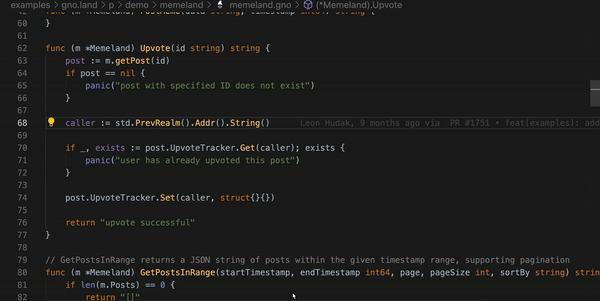 examples > gno.land > p > demo > memeland > memeland.gno > (*Memeland).Upvote
60 }
61
62 func (m *Memeland) Upvote(id string) string {
63 post := m.getPost(id)
64 if post == nil {
65 panic("post with specified ID does not exist")
66 }
67
68 caller := std.PrevRealm().Addr().String() Leon Hudak, 9 months ago via PR #1751 • feat(examples): add
69
70 if _, exists := post.UpvoteTracker.Get(caller); exists {
71 panic("user has already upvoted this post")
72 }
73
74 post.UpvoteTracker.Set(caller, struct{}{})
75
76 return "upvote successful"
77 }
78
79 // GetPostsInRange returns a JSON string of posts within the given timestamp range, supporting pagination
80 func (m *Memeland) GetPostsInRange(startTimestamp, endTimestamp int64, page, pageSize int, sortBy string) strin
81 if len(m.Posts) == 0 {
82 return "[]"